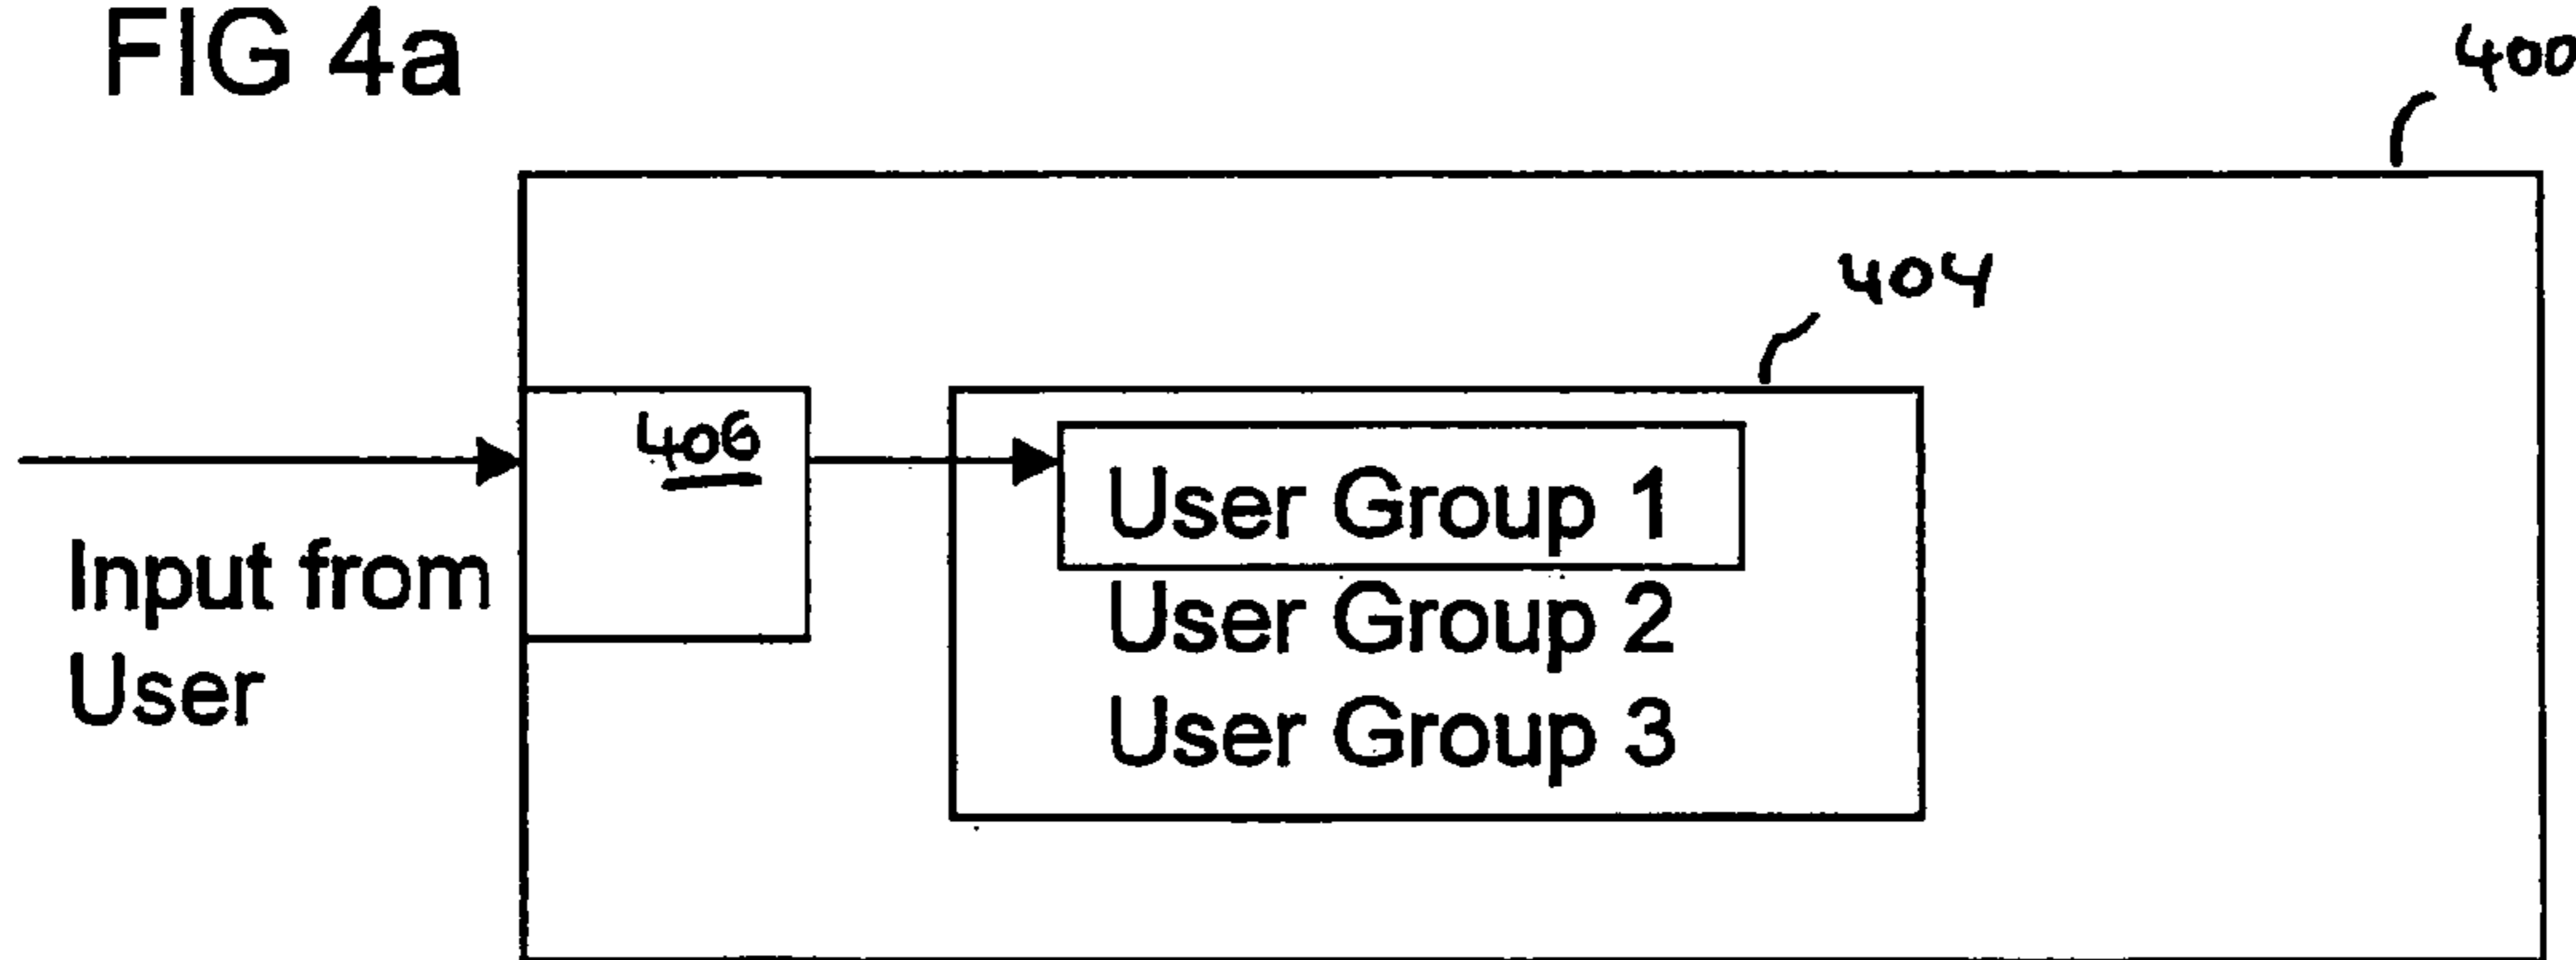 FIG 4a
400
404
406
User Group 1
Input from
User Group 2
User
User Group 3